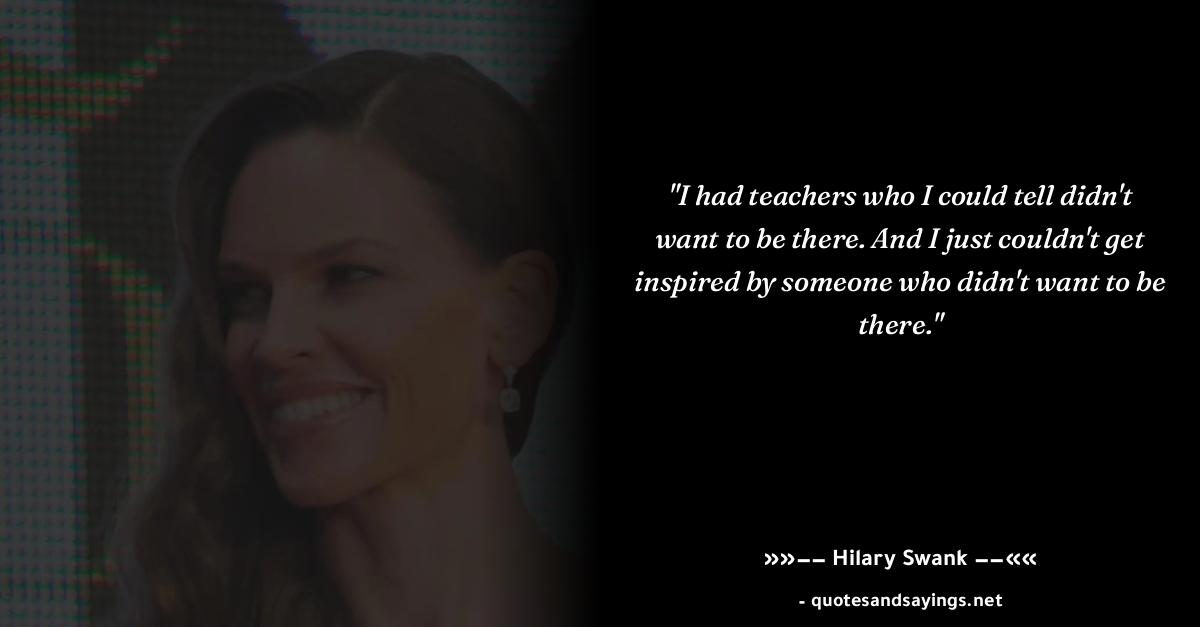 "I had teachers who I could tell didn't
want to be there. And I just couldn't get
inspired by someone who didn't want to be
there."
»»–– Hilary Swank ––««
- quotesandsayings.net